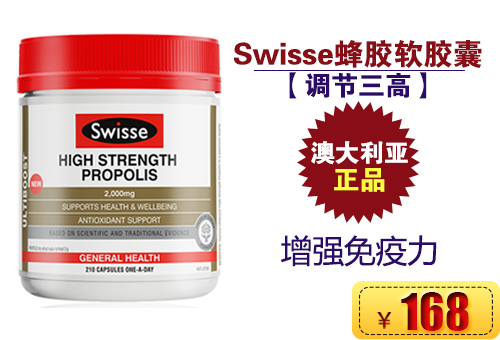 Swisse蜂胶软胶囊
【调节三高】
澳大利亚
正品
增强免疫力
¥ 168
Swisse
HIGH STRENGTH
PROPOLIS
2,000mg
SUPPORTS HEALTH & WELLBEING
ANTIOXIDANT SUPPORT
BASED ON SCIENTIFIC AND TRADITIONAL EVIDENCE
GENERAL HEALTH
210 CAPSULES ONE-A-DAY
ULTIBOOST
NEW